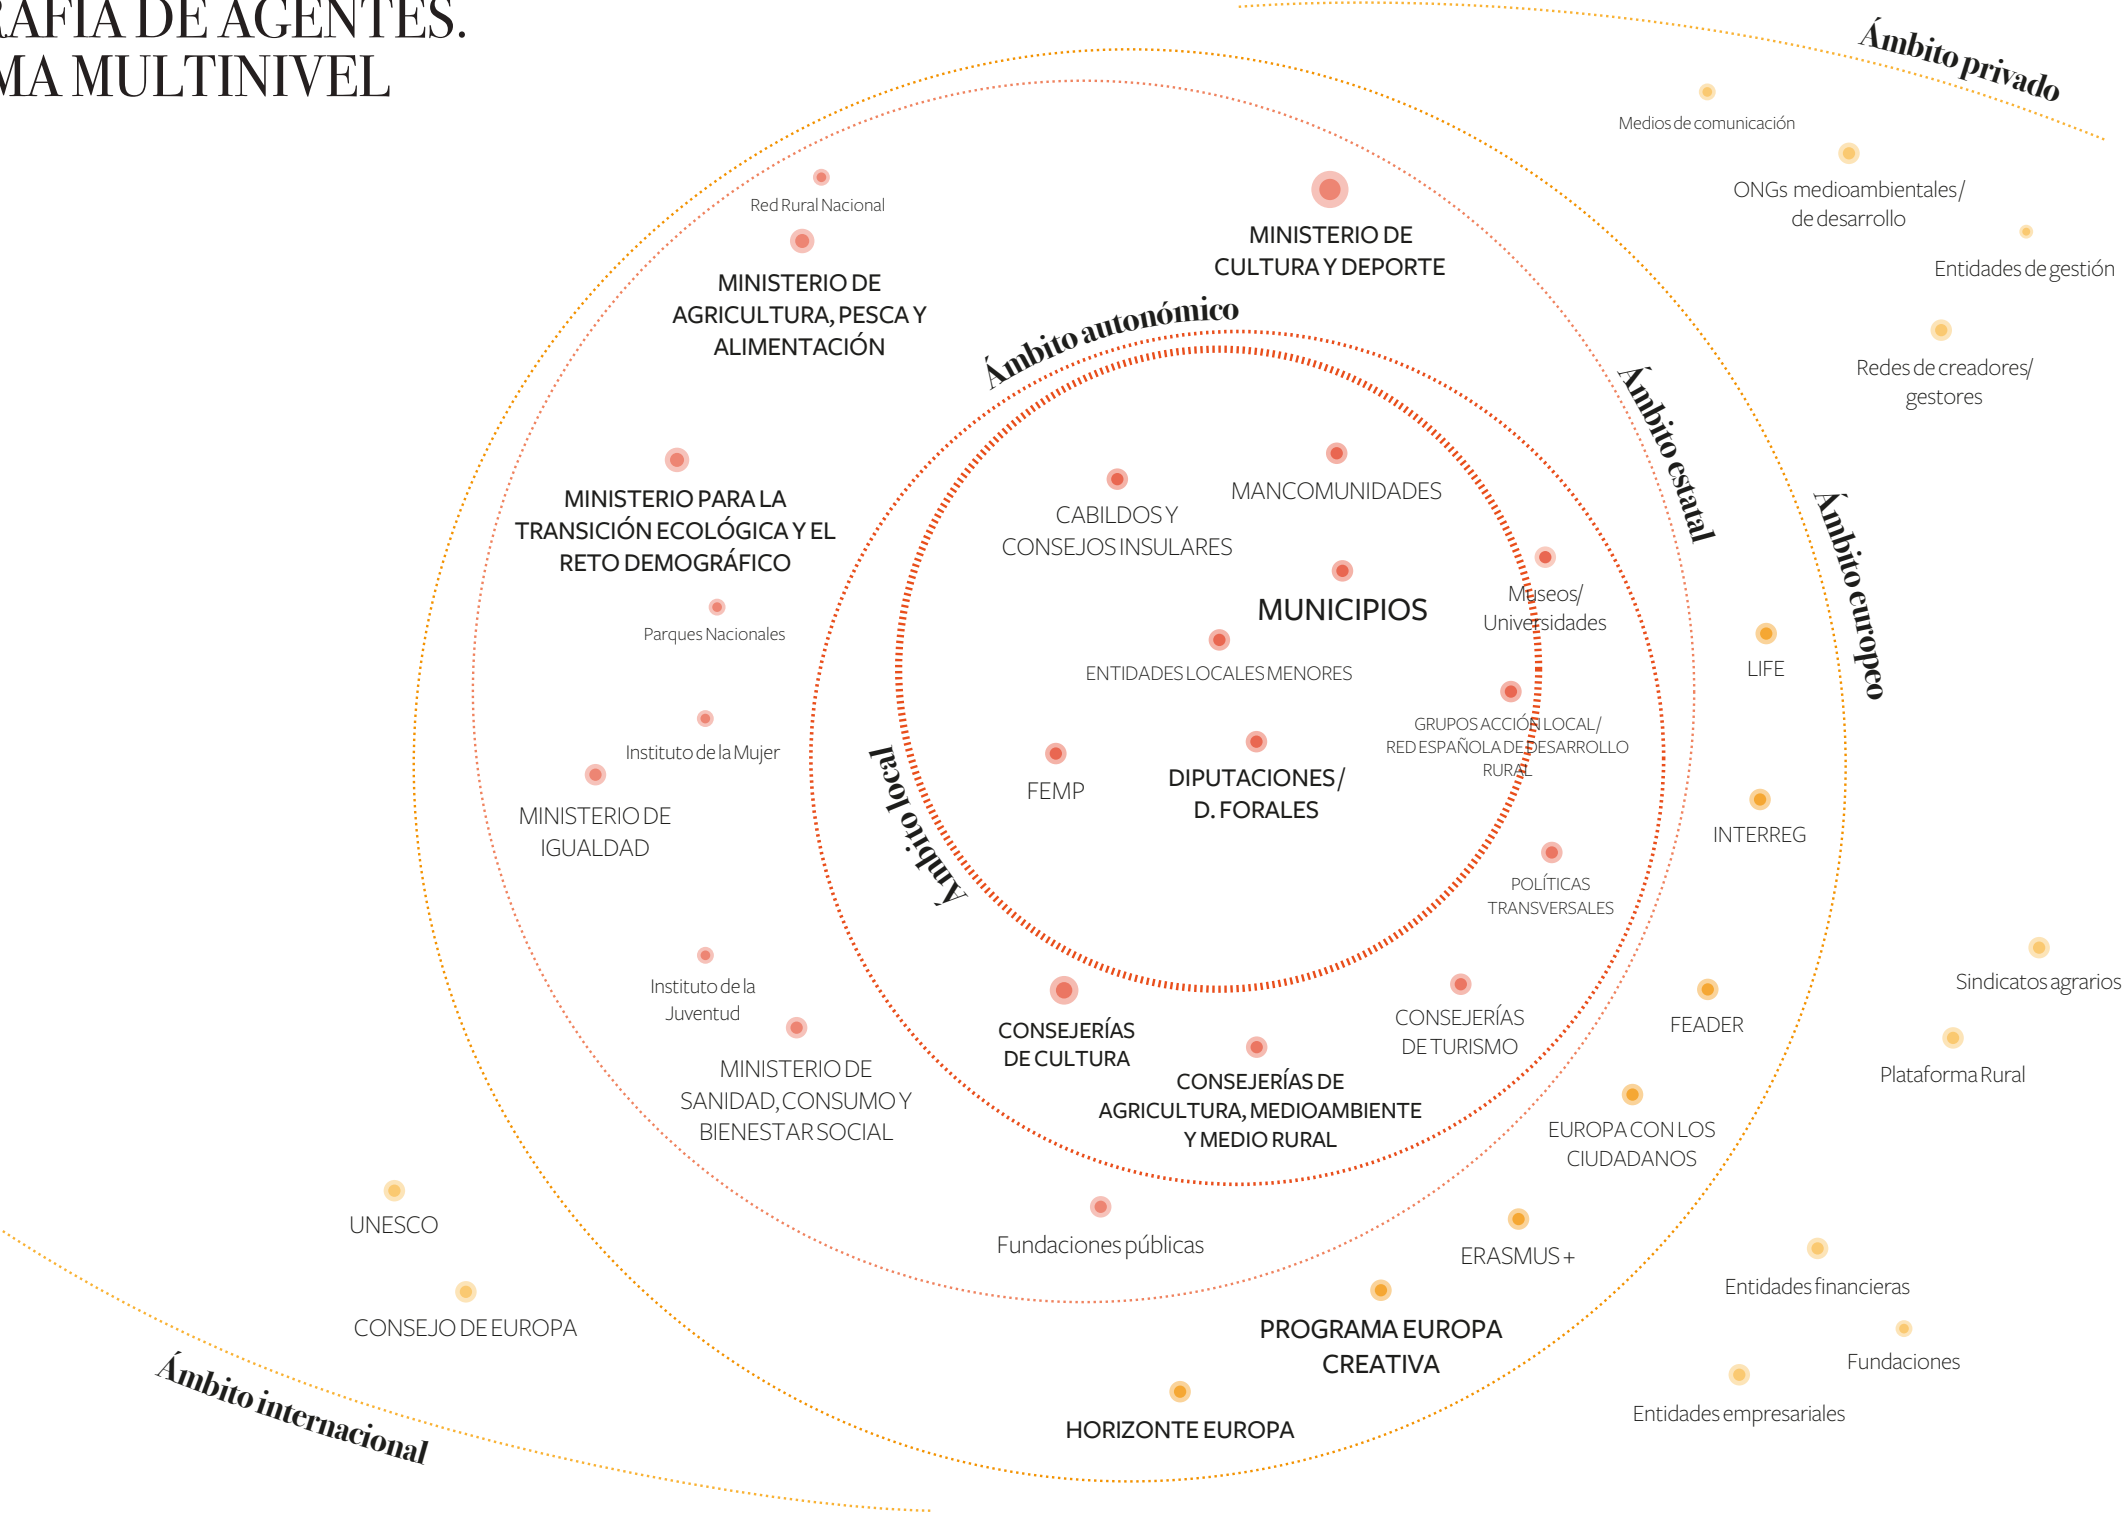 RAFÍA DE AGENTES.
MA MULTINIVEL
Ámbito privado
Medios de comunicación
ONGs medioambientales/
de desarrollo
Entidades de gestión
Redes de creadores/
gestores
Red Rural Nacional
MINISTERIO DE
AGRICULTURA, PESCA Y
ALIMENTACIÓN
MINISTERIO DE
CULTURA Y DEPORTE
Ámbito autonómico
Ámbito estatal
Ámbito europeo
MINISTERIO PARA LA
TRANSICIÓN ECOLÓGICA Y EL
RETO DEMOGRÁFICO
Parques Nacionales
Instituto de la Mujer
MINISTERIO DE
IGUALDAD
MANCOMUNIDADES
CABILDOS Y
CONSEJOS INSULARES
MUNICIPIOS
Museos/
Universidades
ENTIDADES LOCALES MENORES
GRUPOS ACCIÓN LOCAL/
RED ESPAÑOLA DE DESARROLLO
RURAL
FEMP
DIPUTACIONES/
D. FORALES
Ámbito local
POLÍTICAS
TRANSVERSALES
LIFE
INTERREG
Instituto de la
Juventud
MINISTERIO DE
SANIDAD, CONSUMO Y
BIENESTAR SOCIAL
CONSEJERÍAS
DE CULTURA
CONSEJERÍAS DE
AGRICULTURA, MEDIOAMBIENTE
Y MEDIO RURAL
CONSEJERÍAS
DE TURISMO
FEADER
Sindicatos agrarios
Plataforma Rural
EUROPA CON LOS
CIUDADANOS
UNESCO
CONSEJO DE EUROPA
Ámbito internacional
Fundaciones públicas
ERASMUS +
PROGRAMA EUROPA
CREATIVA
HORIZONTE EUROPA
Entidades financieras
Fundaciones
Entidades empresariales